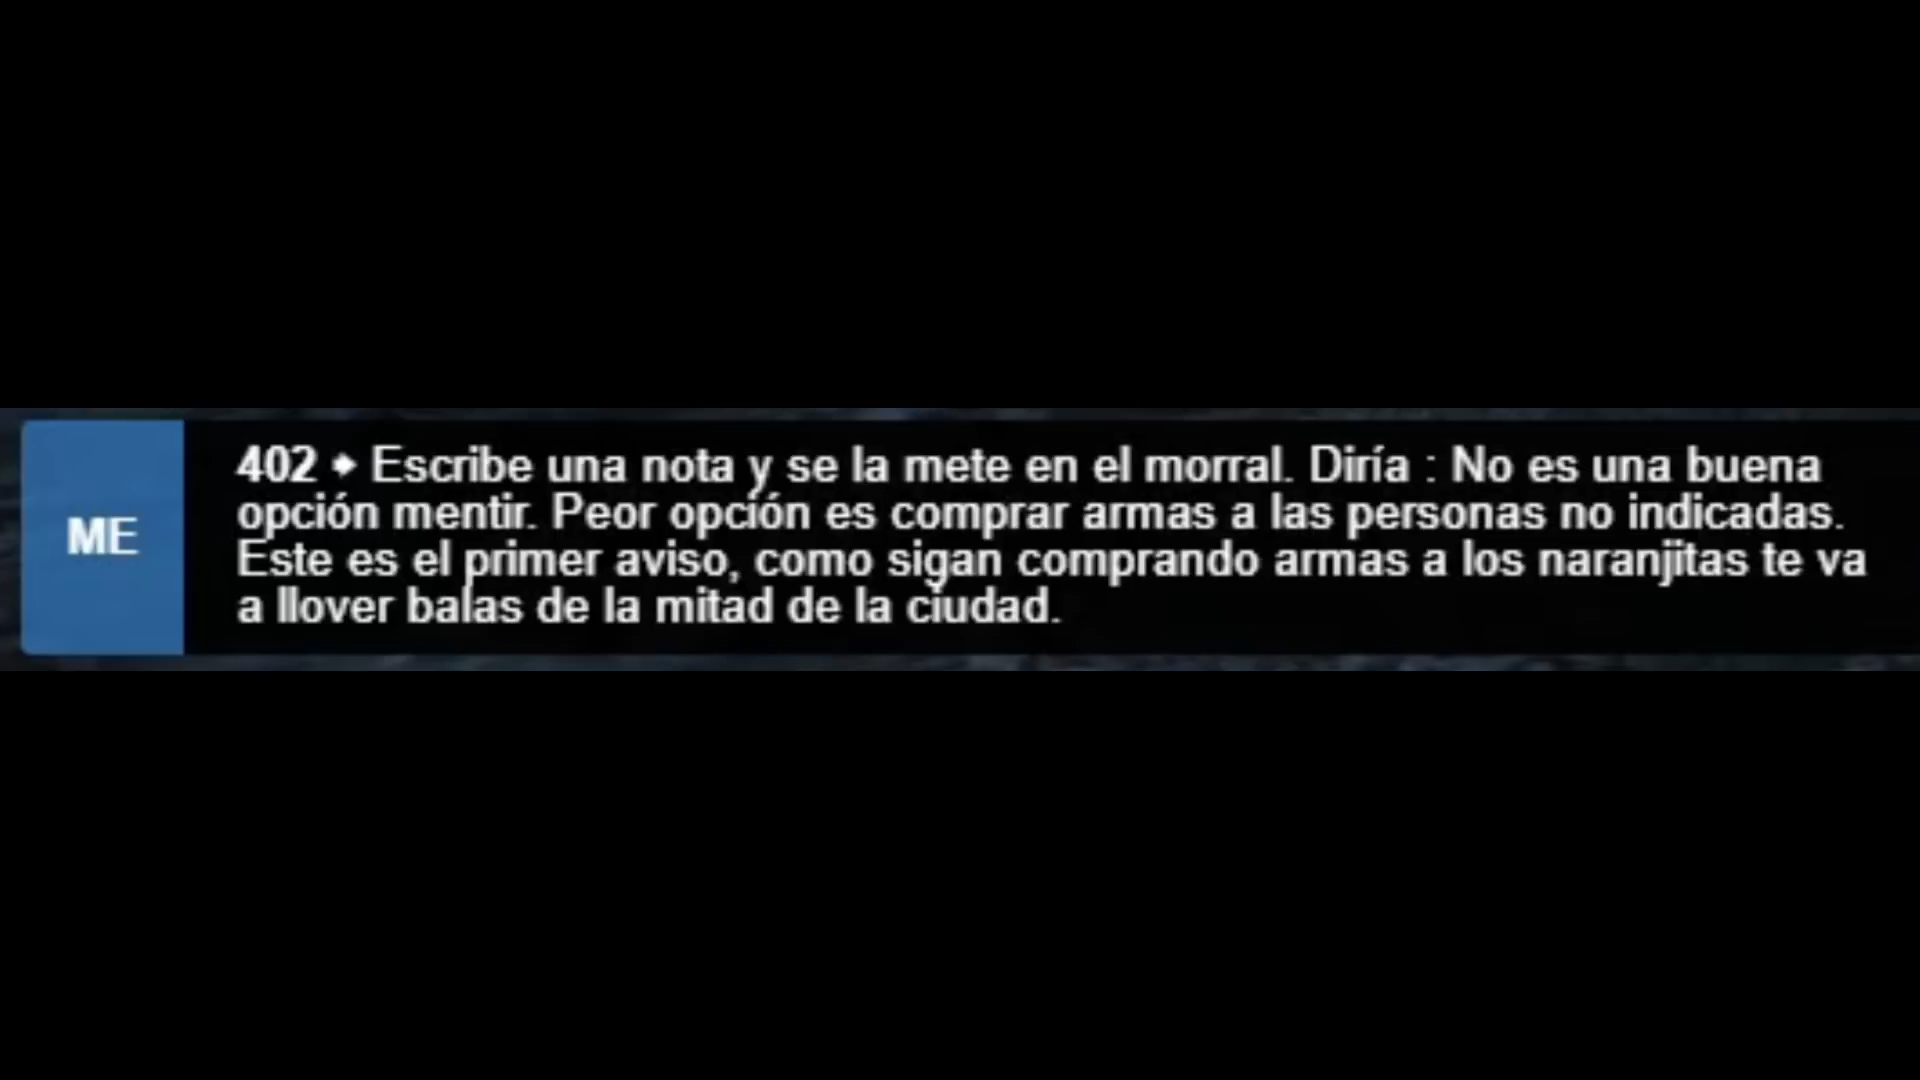 ME
402 ➧ Escribe una nota y se la mete en el morral. Diría : No es una buena
opción mentir. Peor opción es comprar armas a las personas no indicadas.
Este es el primer aviso, como sigan comprando armas a los naranjitas te va
a llover balas de la mitad de la ciudad.